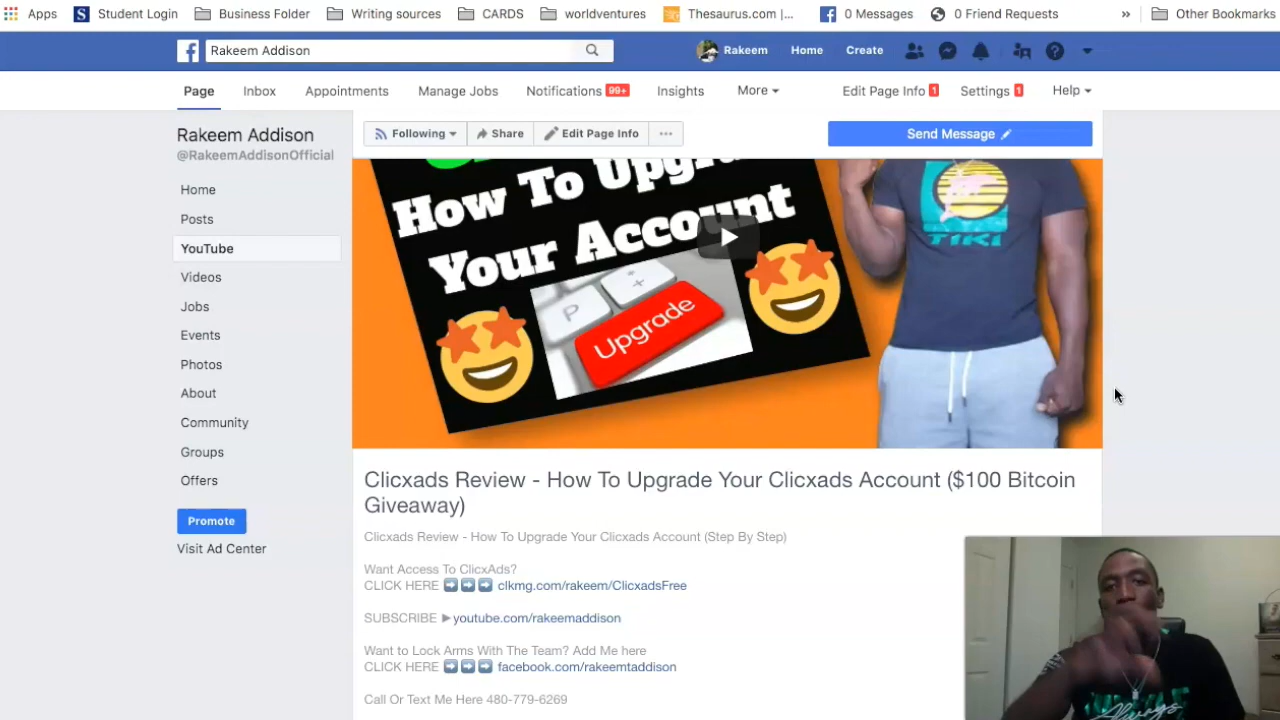 Apps Student Login Business Folder Writing sources CARDS worldventures Thesaurus.com |... 0 Messages 0 Friend Requests » Other Bookmarks
Rakeem Addison Rakeem Home Create
Page Inbox Appointments Manage Jobs Notifications 99+ Insights More Edit Page Info 1 Settings 1 Help
Following Share Edit Page Info ... Send Message
Rakeem Addison
@RakeemAddisonOfficial
Home
Posts
YouTube
Videos
Jobs
Events
Photos
About
Community
Groups
Offers
Promote
Visit Ad Center
How To Upgra
Your Account
P
Upgrade
TIKI
Clicxads Review - How To Upgrade Your Clicxads Account ($100 Bitcoin
Giveaway)
Clicxads Review - How To Upgrade Your Clicxads Account (Step By Step)
Want Access To ClicxAds?
CLICK HERE ➡️➡️➡️ clkmg.com/rakeem/ClicxadsFree
SUBSCRIBE ►youtube.com/rakeemaddison
Want to Lock Arms With The Team? Add Me here
CLICK HERE ➡️➡️➡️ facebook.com/rakeemtaddison
Call Or Text Me Here 480-779-6269
Always